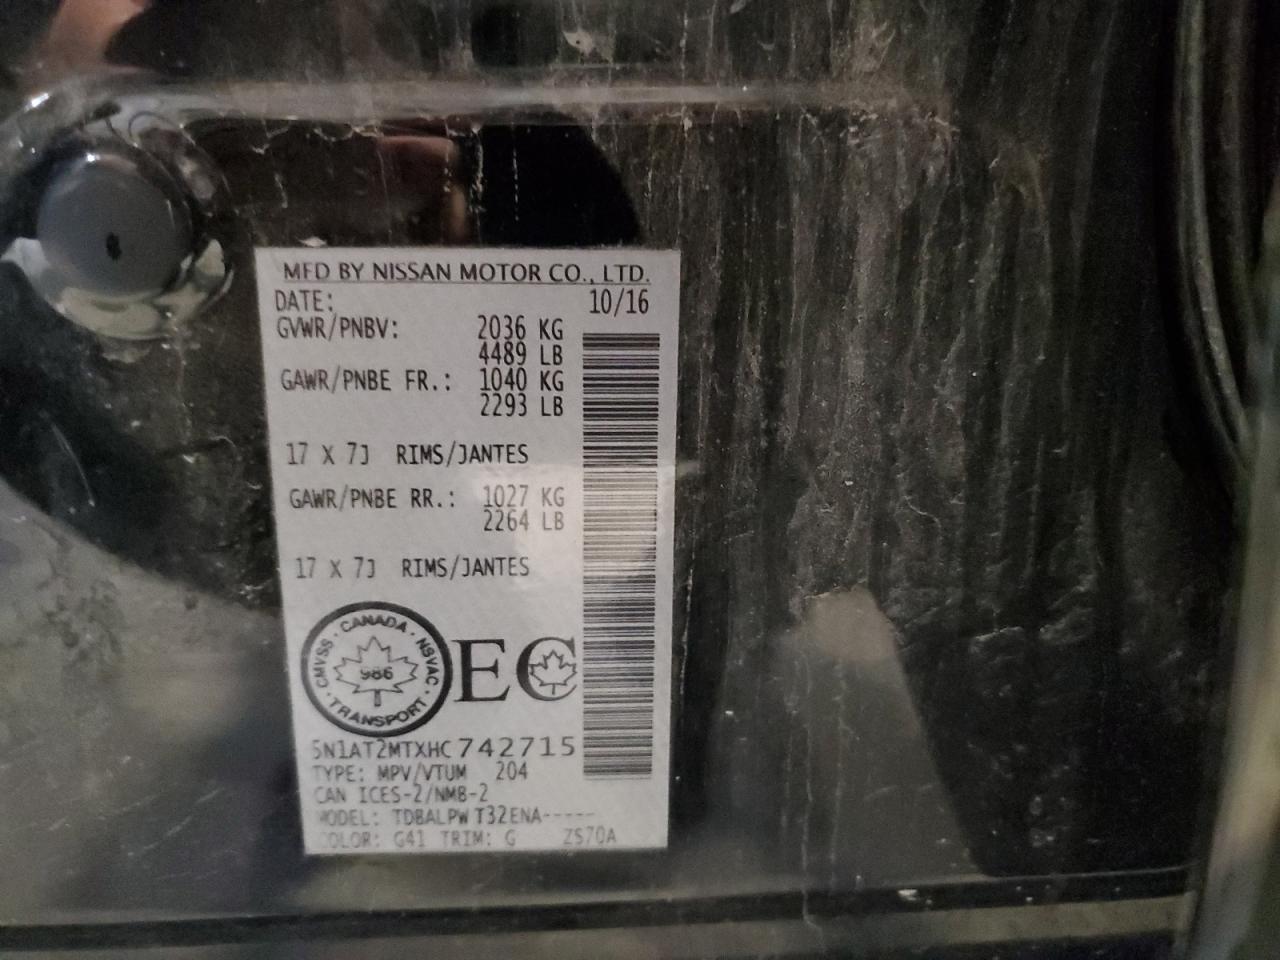 MFD BY NISSAN MOTOR CO., LTD.
DATE: 10/16
GVWR/PNBV: 2036 KG
4489 LB
GAWR/PNBE FR.: 1040 KG
2293 LB
17 X 7J RIMS/JANTES
GAWR/PNBE RR.: 1027 KG
2264 LB
17 X 7J RIMS/JANTES
CMVSS · CANADA · NSVAC · TRANSPORT ·
986
EC
5N1AT2MTXHC742715
TYPE: MPV/VTUM 204
CAN ICES-2/NMB-2
MODEL: TDBALPWT32ENA-----
COLOR: G41 TRIM: G ZS70A